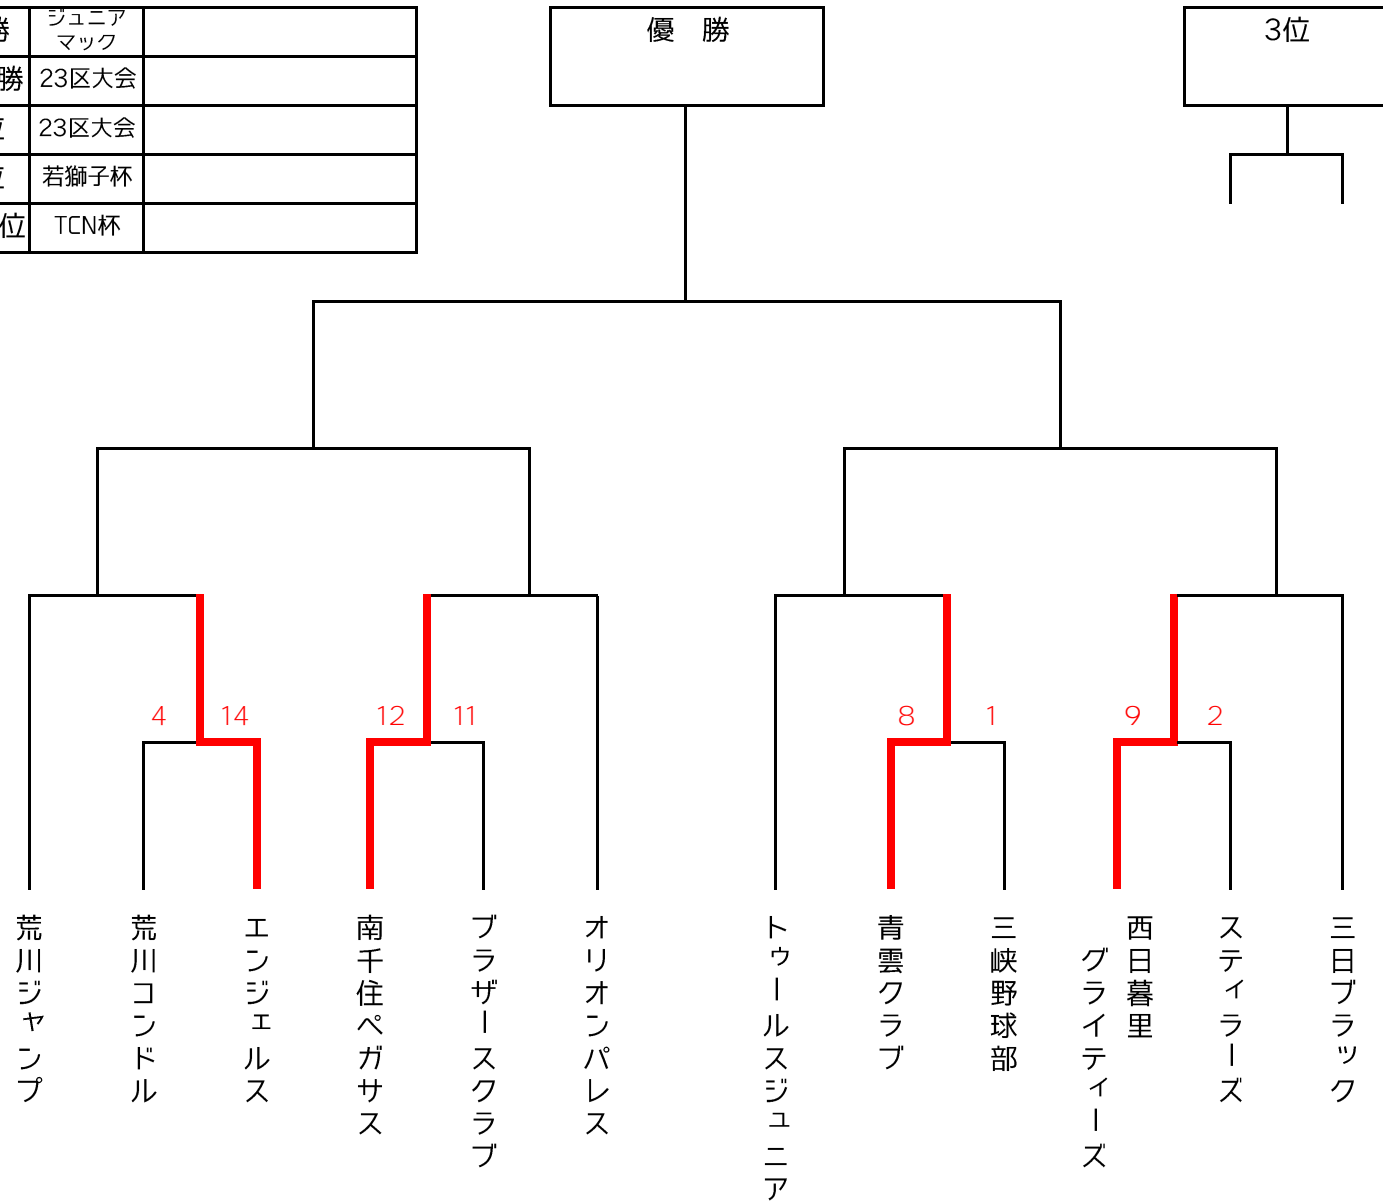 勝 ジュニア
マック
勝 23区大会
23区大会
若獅子杯
位 TCN杯
優　勝
3位
4 14 12 11 8 1 9 2
荒川ジャンプ
荒川コンドル
エンジェルス
南千住ペガサス
ブラザースクラブ
オリオンパレス
トゥールスジュニア
青雲クラブ
三峡野球部
西日暮里
グライティーズ
スティラーズ
三日ブラック